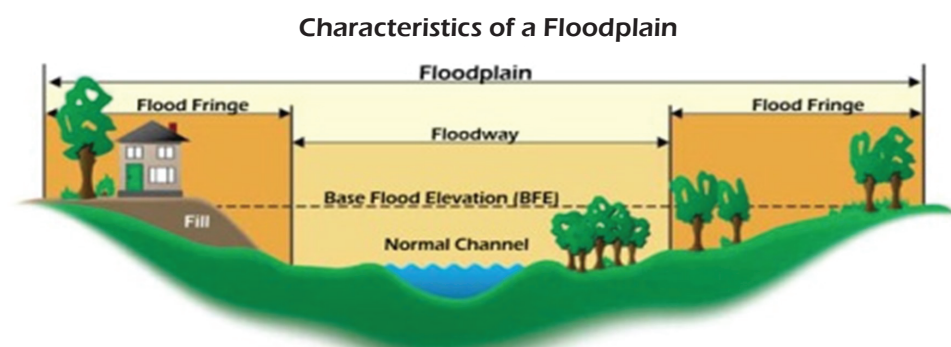 Characteristics of a Floodplain
Floodplain
Flood Fringe
Flood Fringe
Floodway
Base Flood Elevation (BFE)
Fill
Normal Channel